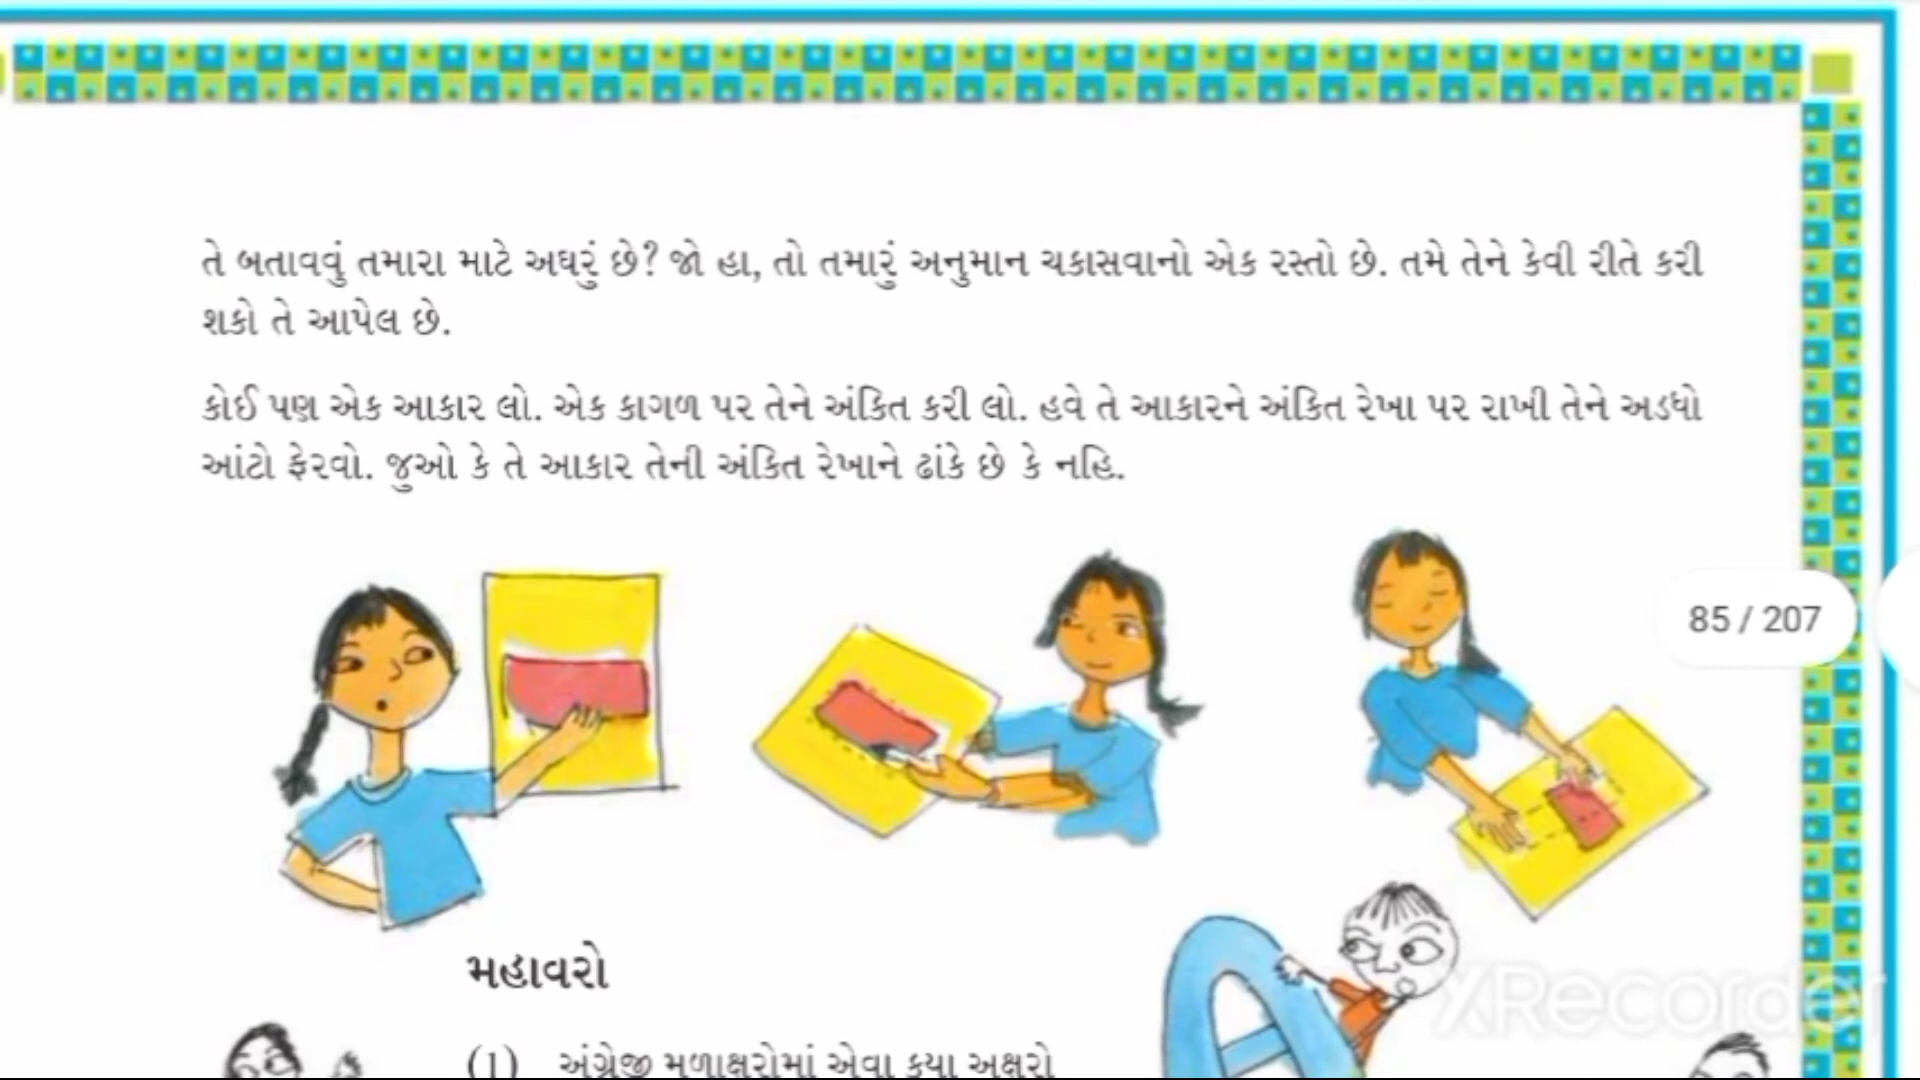 તે બતાવવું તમારા માટે અઘરું છે? જો હા, તો તમારું અનુમાન ચકાસવાનો એક રસ્તો છે. તમે તેને કેવી રીતે કરી
શકો તે આપેલ છે.
કોઈ પણ એક આકાર લો. એક કાગળ પર તેને અંકિત કરી લો. હવે તે આકારને અંકિત રેખા પર રાખી તેને અડધો
આંટો ફેરવો. જુઓ કે તે આકાર તેની અંકિત રેખાને ઢાંકે છે કે નહિ.
85 / 207
મહાવરો
XRecorder
(1) અંગ્રેજી મળાક્ષરોમાં એવા કયા અક્ષરો